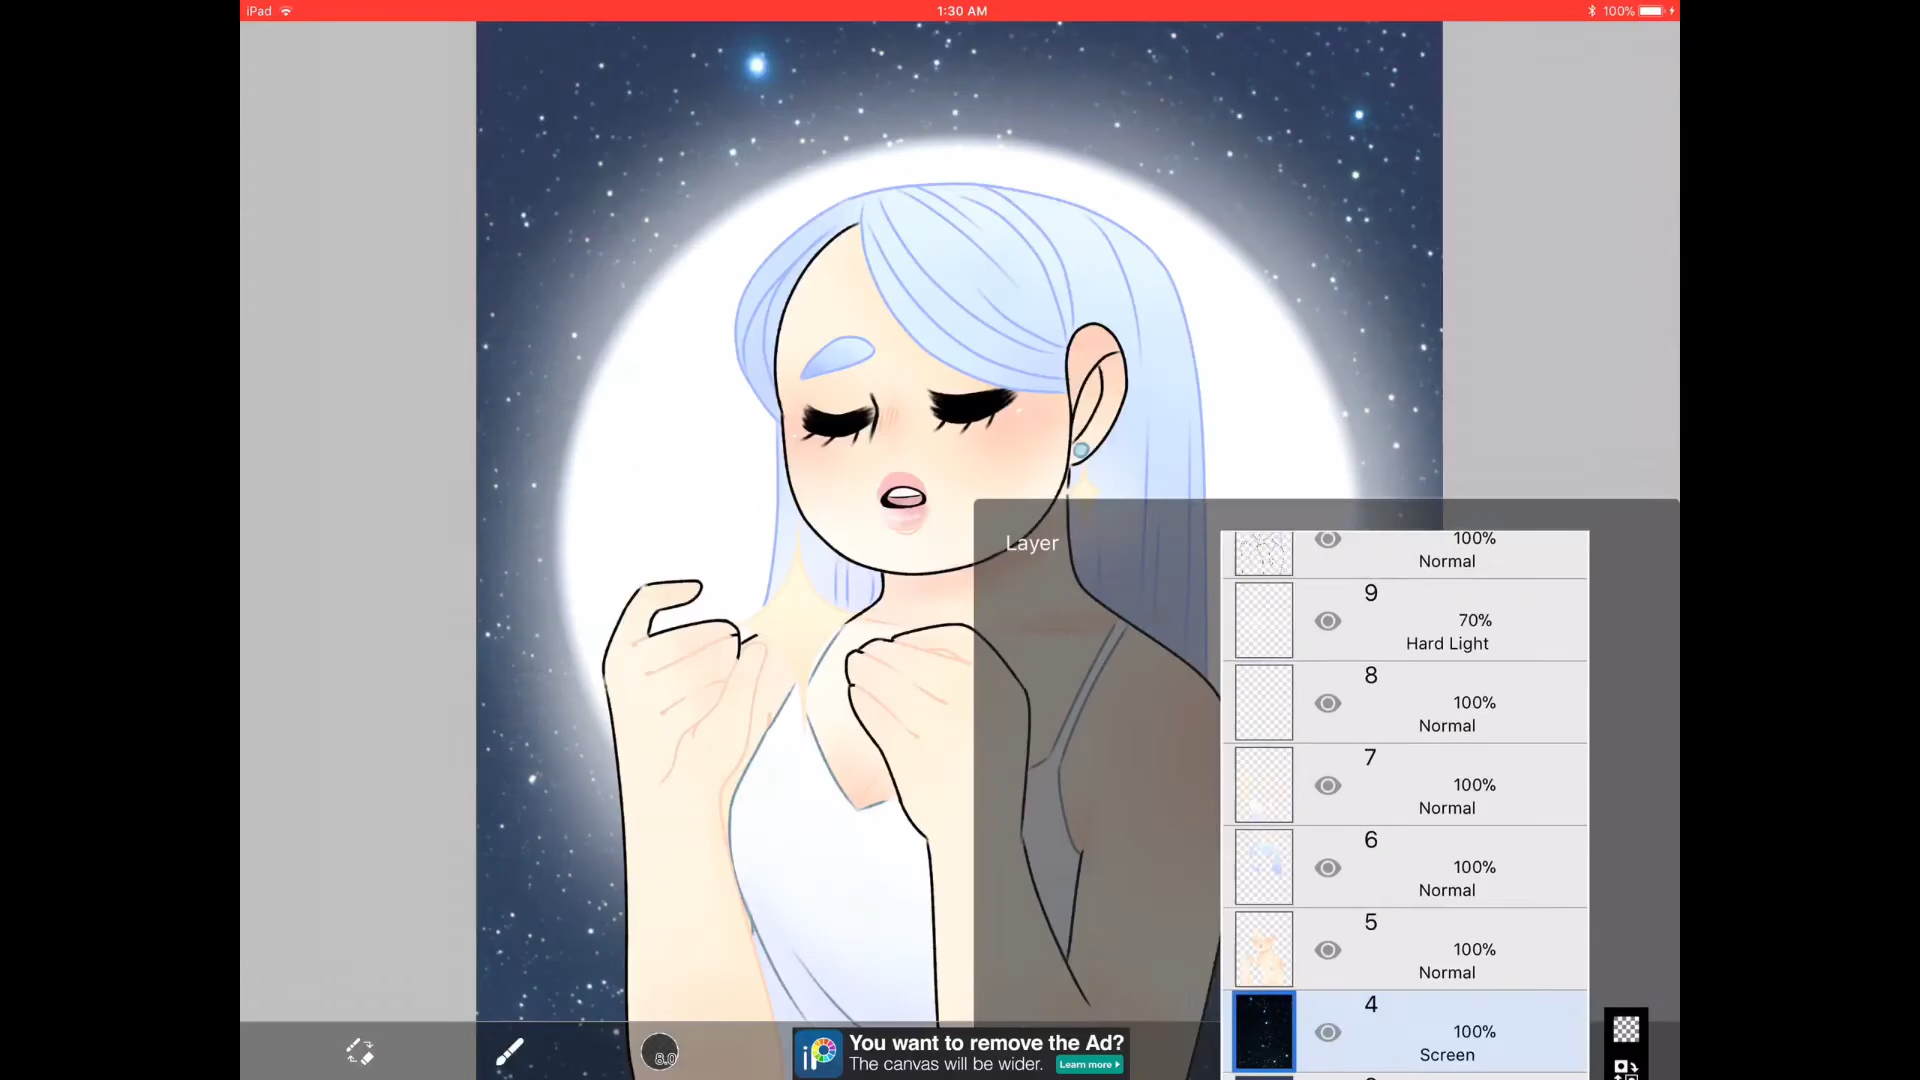 iPad
1:30 AM
100%
Layer
100%
Normal
9
70%
Hard Light
8
100%
Normal
7
100%
Normal
6
100%
Normal
5
100%
Normal
4
100%
Screen
8.0
iP
You want to remove the Ad?
The canvas will be wider.
Learn more